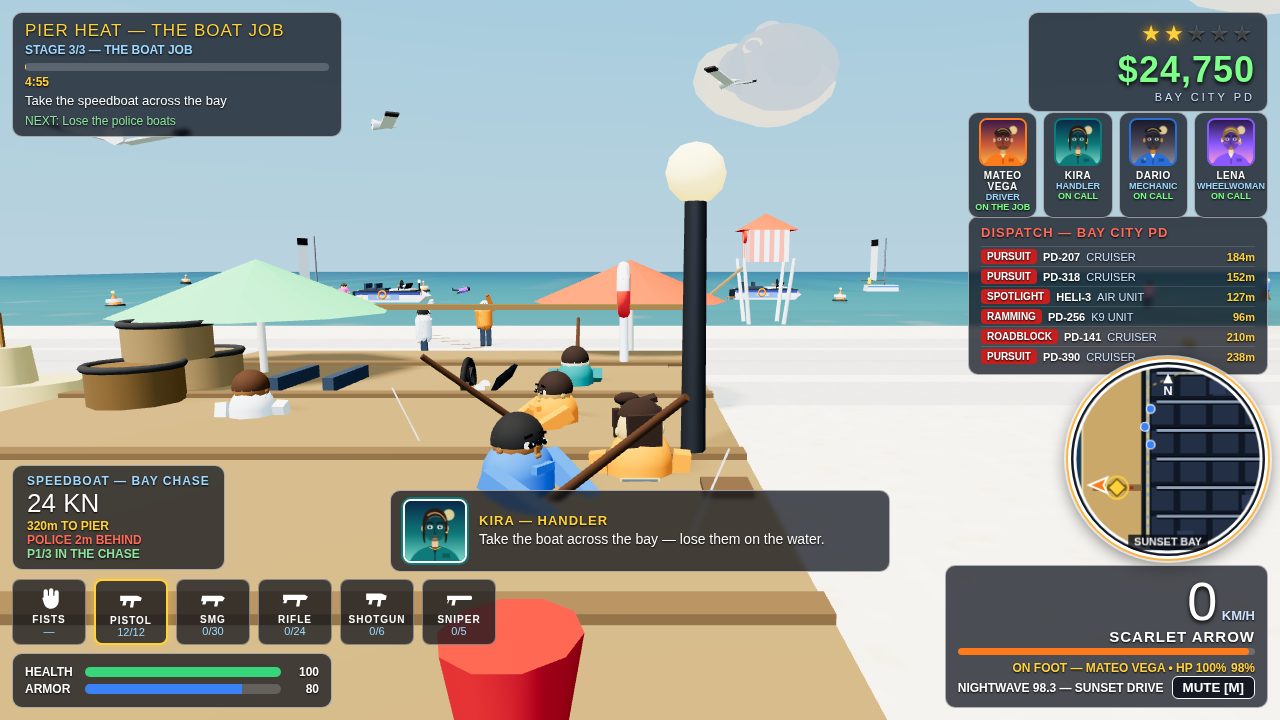 PIER HEAT — THE BOAT JOB
STAGE 3/3 — THE BOAT JOB
4:55
Take the speedboat across the bay
NEXT: Lose the police boats
$24,750
BAY CITY PD
MATEO VEGA
DRIVER
ON THE JOB
KIRA
HANDLER
ON CALL
DARIO
MECHANIC
ON CALL
LENA
WHEELWOMAN
ON CALL
DISPATCH — BAY CITY PD
PURSUIT PD-207 CRUISER 184m
PURSUIT PD-318 CRUISER 152m
SPOTLIGHT HELI-3 AIR UNIT 127m
RAMMING PD-256 K9 UNIT 96m
ROADBLOCK PD-141 CRUISER 210m
PURSUIT PD-390 CRUISER 238m
N
SUNSET BAY
SPEEDBOAT — BAY CHASE
24 KN
320m TO PIER
POLICE 2m BEHIND
P1/3 IN THE CHASE
KIRA — HANDLER
Take the boat across the bay — lose them on the water.
FISTS
—
PISTOL
12/12
SMG
0/30
RIFLE
0/24
SHOTGUN
0/6
SNIPER
0/5
HEALTH 100
ARMOR 80
0 KM/H
SCARLET ARROW
ON FOOT — MATEO VEGA • HP 100% 98%
NIGHTWAVE 98.3 — SUNSET DRIVE MUTE [M]